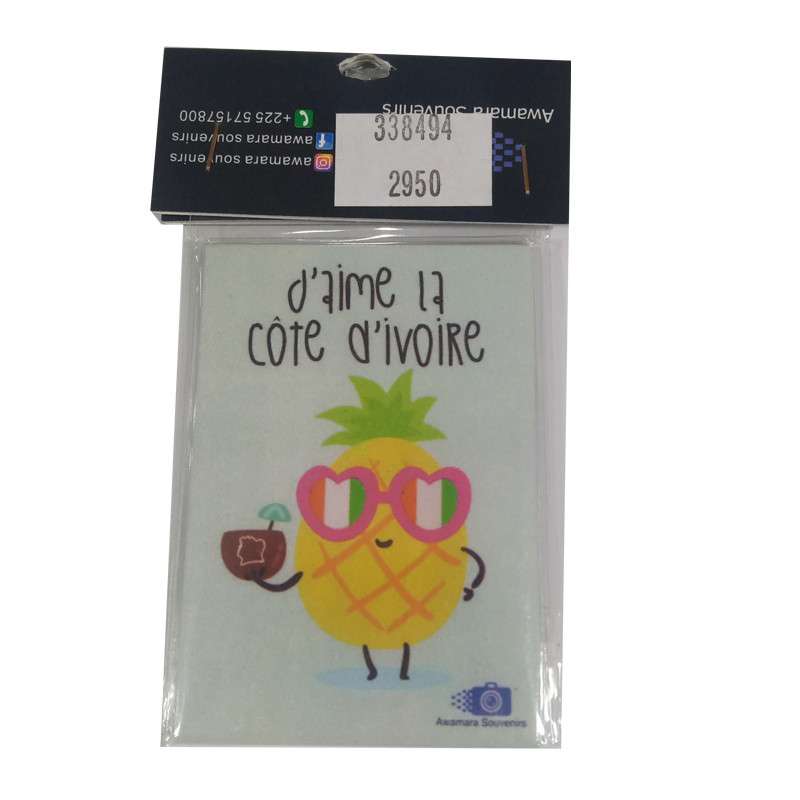 Awamara Souvenirs
+225 57157800
awamara souvenirs
awamara souvenirs
338494
2950
d'aime la
côte d'ivoire
Awamara Souvenirs